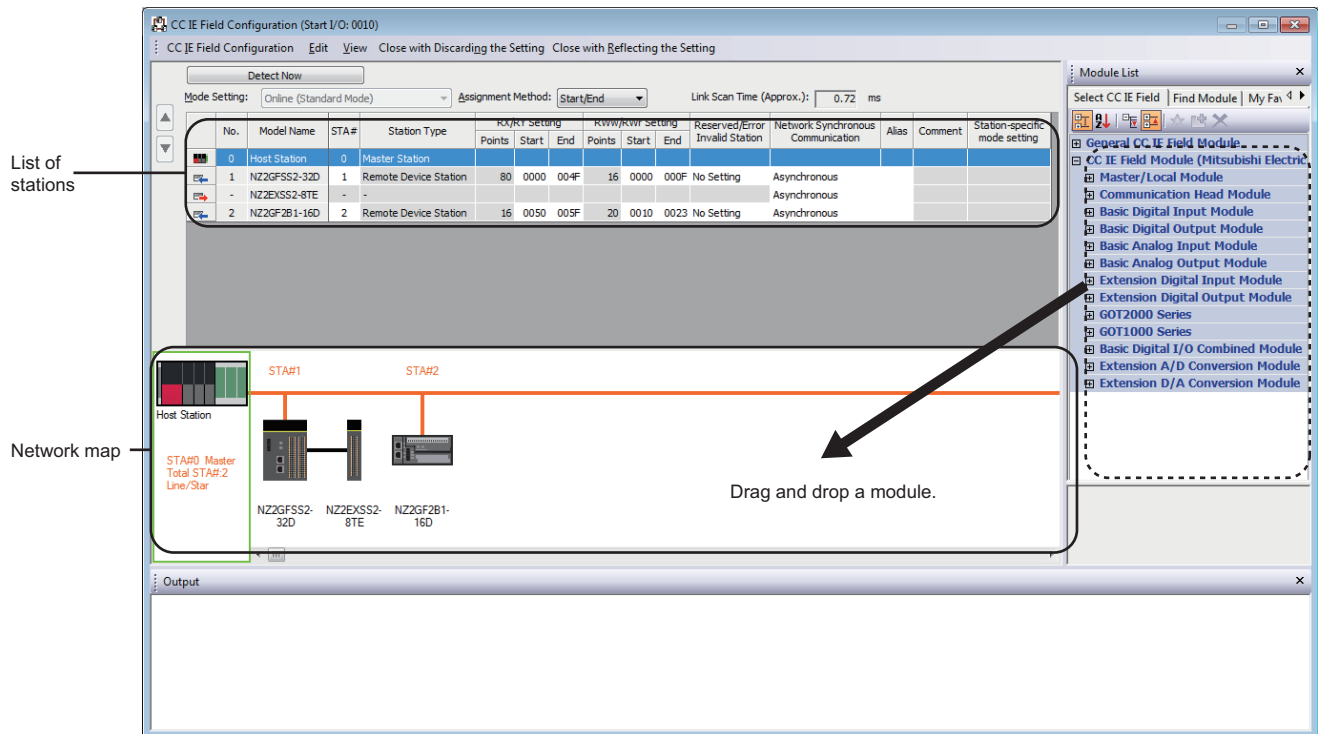 CC IE Field Configuration (Start I/O: 0010)
CC IE Field Configuration Edit View Close with Discarding the Setting Close with Reflecting the Setting
Detect Now
Mode Setting: Online (Standard Mode) Assignment Method: Start/End Link Scan Time (Approx.): 0.72 ms
No. Model Name STA# Station Type RX/RY Setting RWw/RWr Setting Reserved/Error Invalid Station Network Synchronous Communication Alias Comment Station-specific mode setting
Points Start End Points Start End
0 Host Station 0 Master Station
1 NZ2GFSS2-32D 1 Remote Device Station 80 0000 004F 16 0000 000F No Setting Asynchronous
- NZ2EXSS2-8TE - - Asynchronous
2 NZ2GF2B1-16D 2 Remote Device Station 16 0050 005F 20 0010 0023 No Setting Asynchronous
List of
stations
Network map
STA#1 STA#2
Host Station
STA#0 Master
Total STA#:2
Line/Star
NZ2GFSS2-
32D
NZ2EXSS2-
8TE
NZ2GF2B1-
16D
Drag and drop a module.
Module List
Select CC IE Field Find Module My Fav
General CC IE Field Module
CC IE Field Module (Mitsubishi Electric
Master/Local Module
Communication Head Module
Basic Digital Input Module
Basic Digital Output Module
Basic Analog Input Module
Basic Analog Output Module
Extension Digital Input Module
Extension Digital Output Module
GOT2000 Series
GOT1000 Series
Basic Digital I/O Combined Module
Extension A/D Conversion Module
Extension D/A Conversion Module
Output